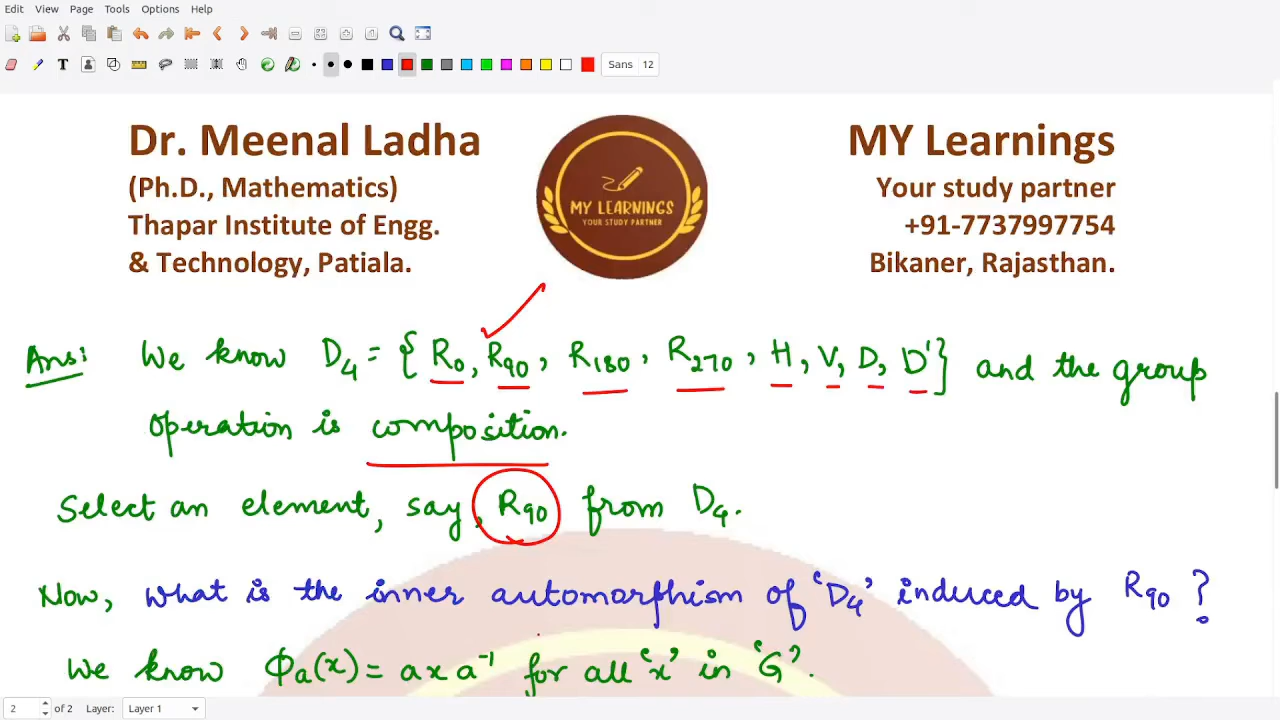 Edit View Page Tools Options Help
T Sans 12
Dr. Meenal Ladha
(Ph.D., Mathematics)
Thapar Institute of Engg.
& Technology, Patiala.
MY LEARNINGS
YOUR STUDY PARTNER
MY Learnings
Your study partner
+91-7737997754
Bikaner, Rajasthan.
Ans: We know D₄ = {R₀, R₉₀, R₁₈₀, R₂₇₀, H, V, D, D'} and the group
operation is composition.
Select an element, say, R₉₀ from D₄.
Now, What is the inner automorphism of 'D₄' induced by R₉₀ ?
We know Φₐ(x) = a x a⁻¹ for all 'x' in 'G'.
2 of 2 Layer: Layer 1